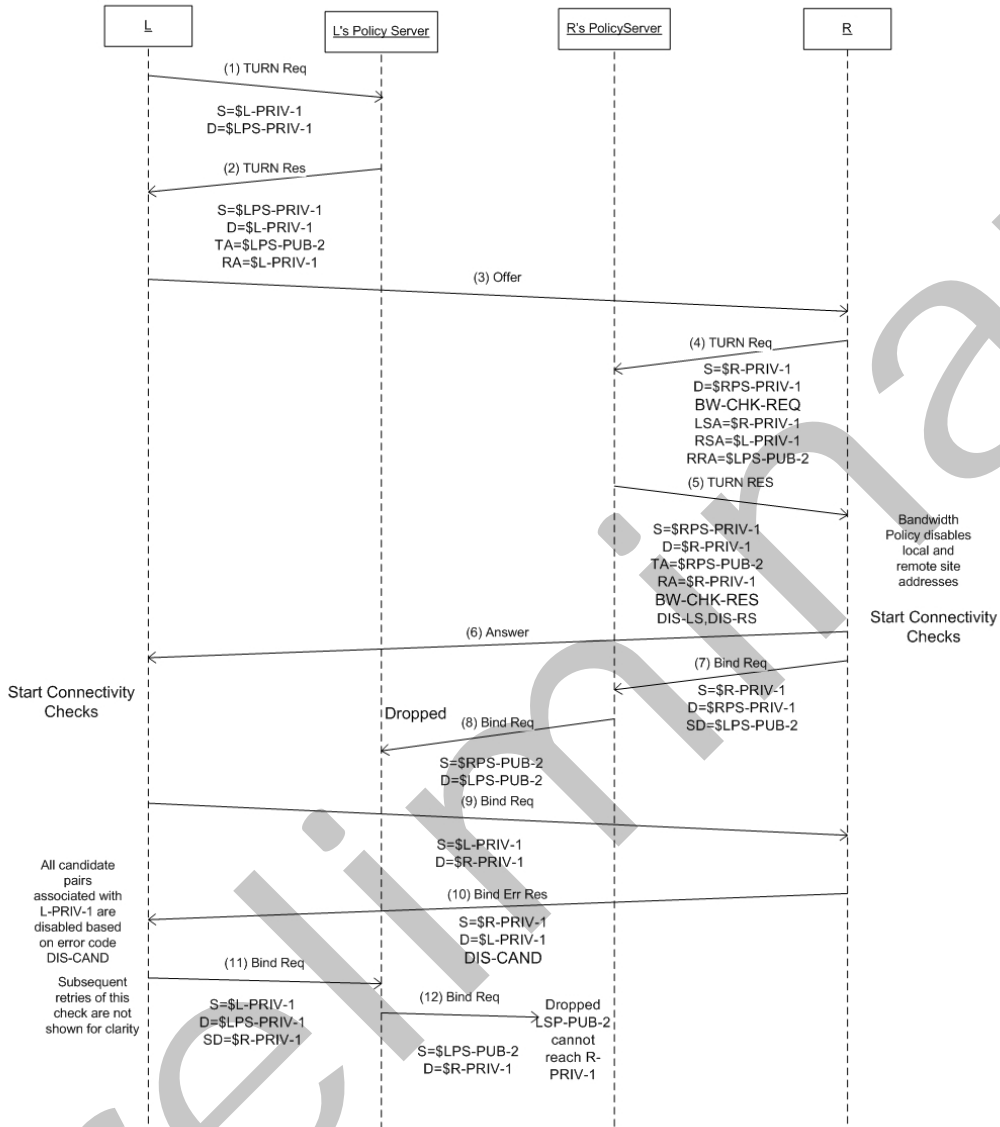 L
L's Policy Server
R's PolicyServer
R
(1) TURN Req
S=$L-PRIV-1
D=$LPS-PRIV-1
(2) TURN Res
S=$LPS-PRIV-1
D=$L-PRIV-1
TA=$LPS-PUB-2
RA=$L-PRIV-1
(3) Offer
(4) TURN Req
S=$R-PRIV-1
D=$RPS-PRIV-1
BW-CHK-REQ
LSA=$R-PRIV-1
RSA=$L-PRIV-1
RRA=$LPS-PUB-2
(5) TURN RES
S=$RPS-PRIV-1
D=$R-PRIV-1
TA=$RPS-PUB-2
RA=$R-PRIV-1
BW-CHK-RES
DIS-LS,DIS-RS
Bandwidth
Policy disables
local and
remote site
addresses
(6) Answer
Start Connectivity
Checks
(7) Bind Req
S=$R-PRIV-1
D=$RPS-PRIV-1
SD=$LPS-PUB-2
Start Connectivity
Checks
Dropped
(8) Bind Req
S=$RPS-PUB-2
D=$LPS-PUB-2
(9) Bind Req
S=$L-PRIV-1
D=$R-PRIV-1
All candidate
pairs
associated with
L-PRIV-1 are
disabled based
on error code
DIS-CAND
(10) Bind Err Res
S=$R-PRIV-1
D=$L-PRIV-1
DIS-CAND
(11) Bind Req
Subsequent
retries of this
check are not
shown for clarity
S=$L-PRIV-1
D=$LPS-PRIV-1
SD=$R-PRIV-1
(12) Bind Req
S=$LPS-PUB-2
D=$R-PRIV-1
Dropped
LSP-PUB-2
cannot
reach R-
PRIV-1
elimina